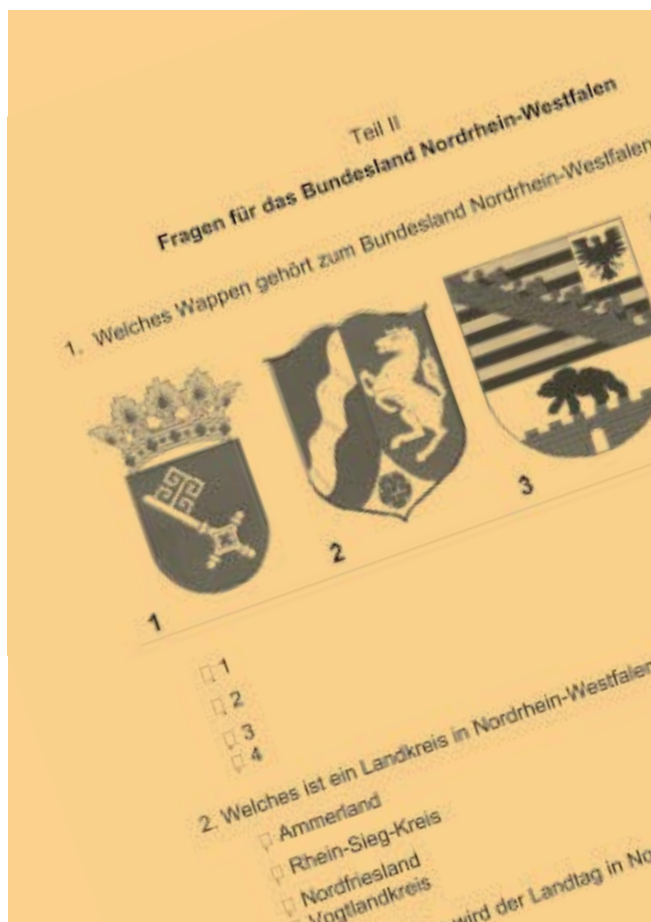 Teil II
Fragen für das Bundesland Nordrhein-Westfalen
1. Welches Wappen gehört zum Bundesland Nordrhein-Westfalen
1
2
3
1
2
3
4
2. Welches ist ein Landkreis in Nordrhein-Westfalen
Ammerland
Rhein-Sieg-Kreis
Nordfriesland
Vogtlandkreis
wird der Landtag in